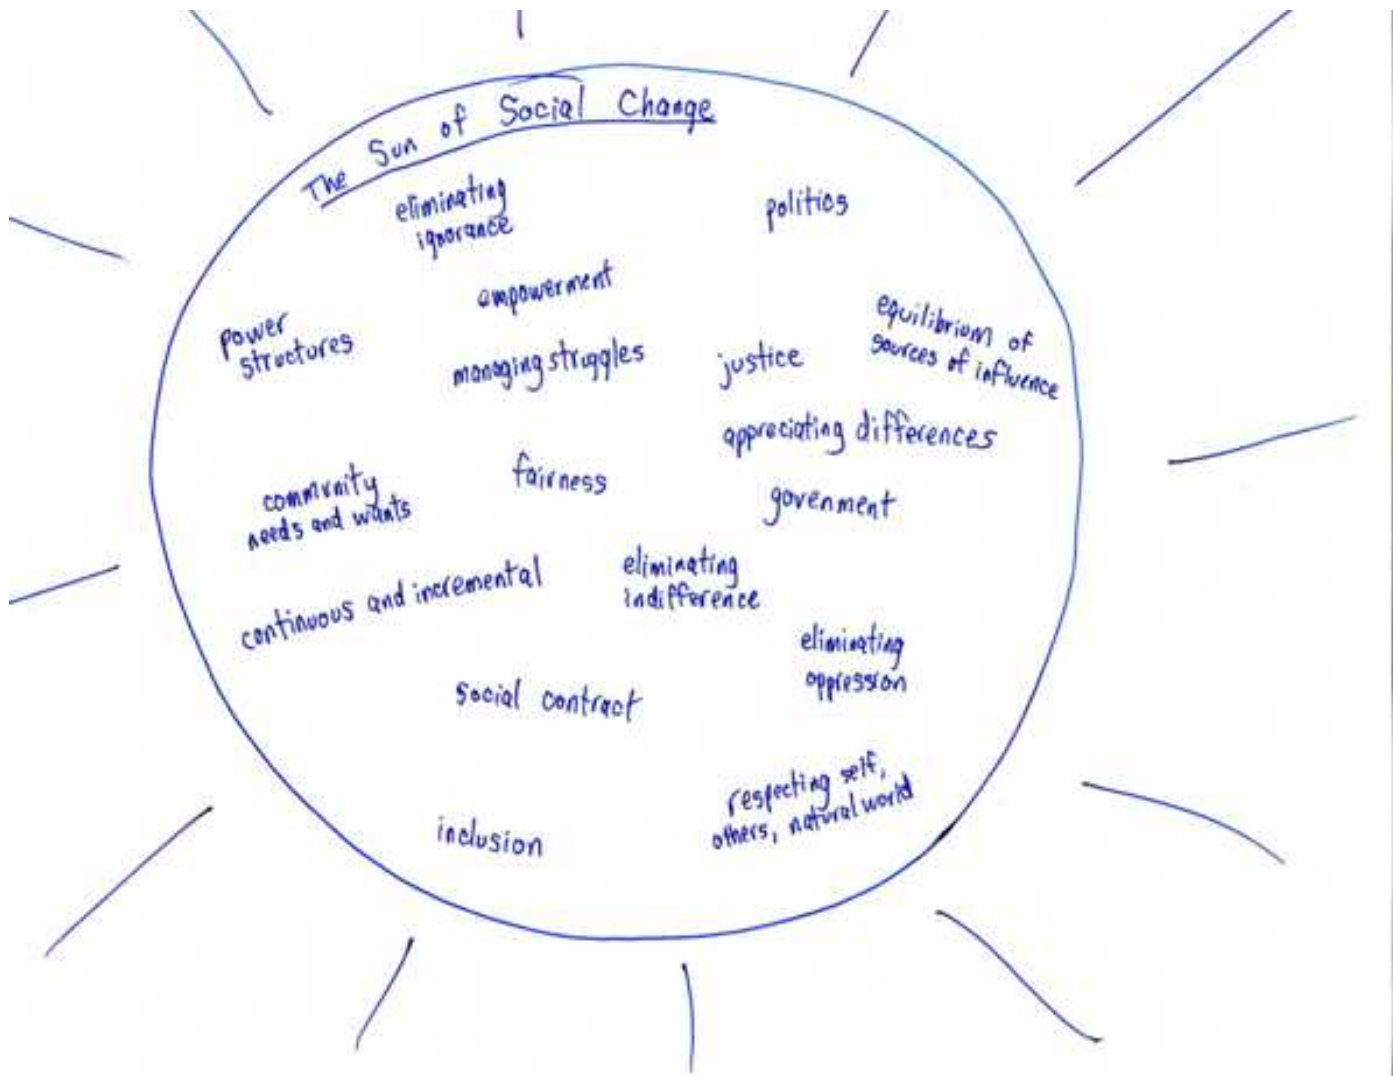 The Sun of Social Change
eliminating
ignorance
politics
empowerment
power
structures
equilibrium of
sources of influence
managing struggles
justice
appreciating differences
community
needs and wants
fairness
govenment
continuous and incremental
eliminating
indifference
eliminating
oppression
social contract
respecting self,
others, natural world
inclusion